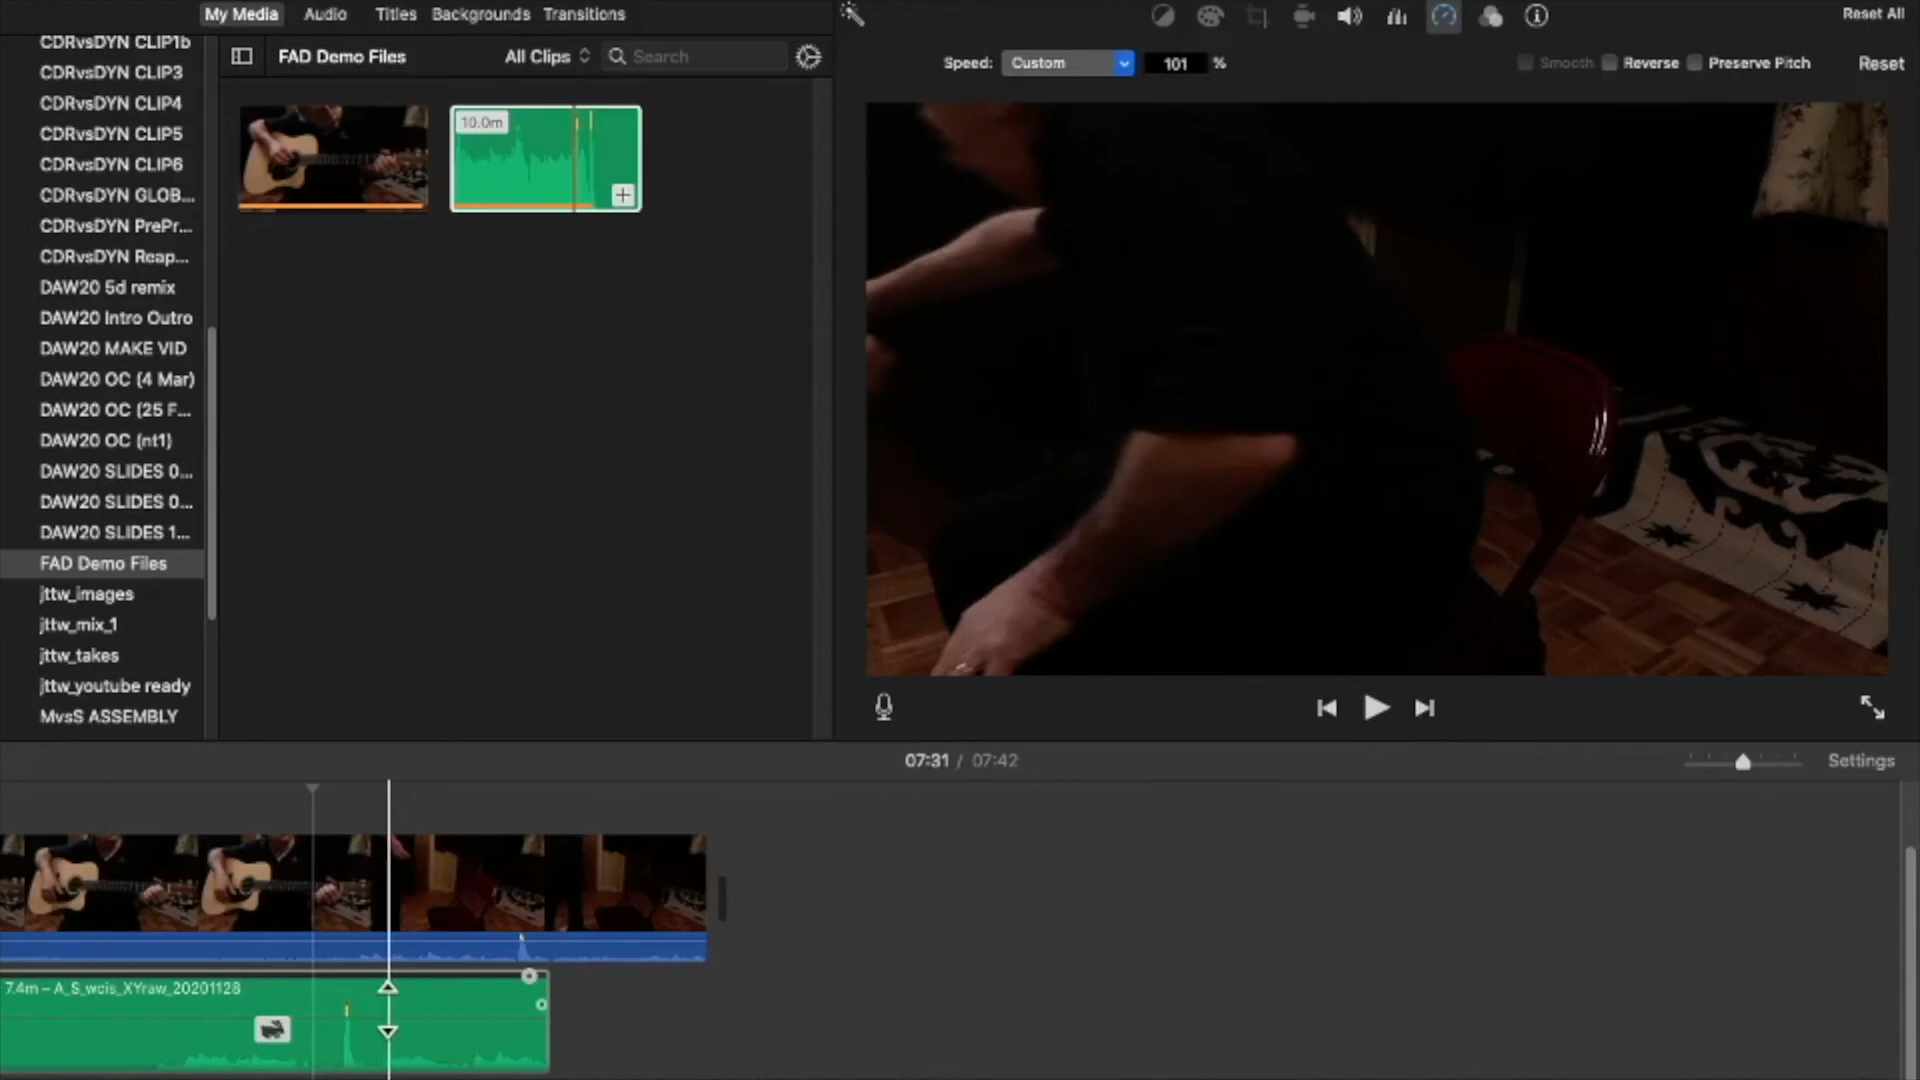 My Media Audio Titles Backgrounds Transitions
Reset All
CDRvsDYN CLIP1b
CDRvsDYN CLIP3
CDRvsDYN CLIP4
CDRvsDYN CLIP5
CDRvsDYN CLIP6
CDRvsDYN GLOB...
CDRvsDYN PrePr...
CDRvsDYN Reap...
DAW20 5d remix
DAW20 Intro Outro
DAW20 MAKE VID
DAW20 OC (4 Mar)
DAW20 OC (25 F...
DAW20 OC (nt1)
DAW20 SLIDES 0...
DAW20 SLIDES 0...
DAW20 SLIDES 1...
FAD Demo Files
jttw_images
jttw_mix_1
jttw_takes
jttw_youtube ready
MvsS ASSEMBLY
FAD Demo Files All Clips Search
10.0m
Speed: Custom 101 % Smooth Reverse Preserve Pitch Reset
07:31 / 07:42 Settings
7.4m – A_S_wcis_XYraw_20201128